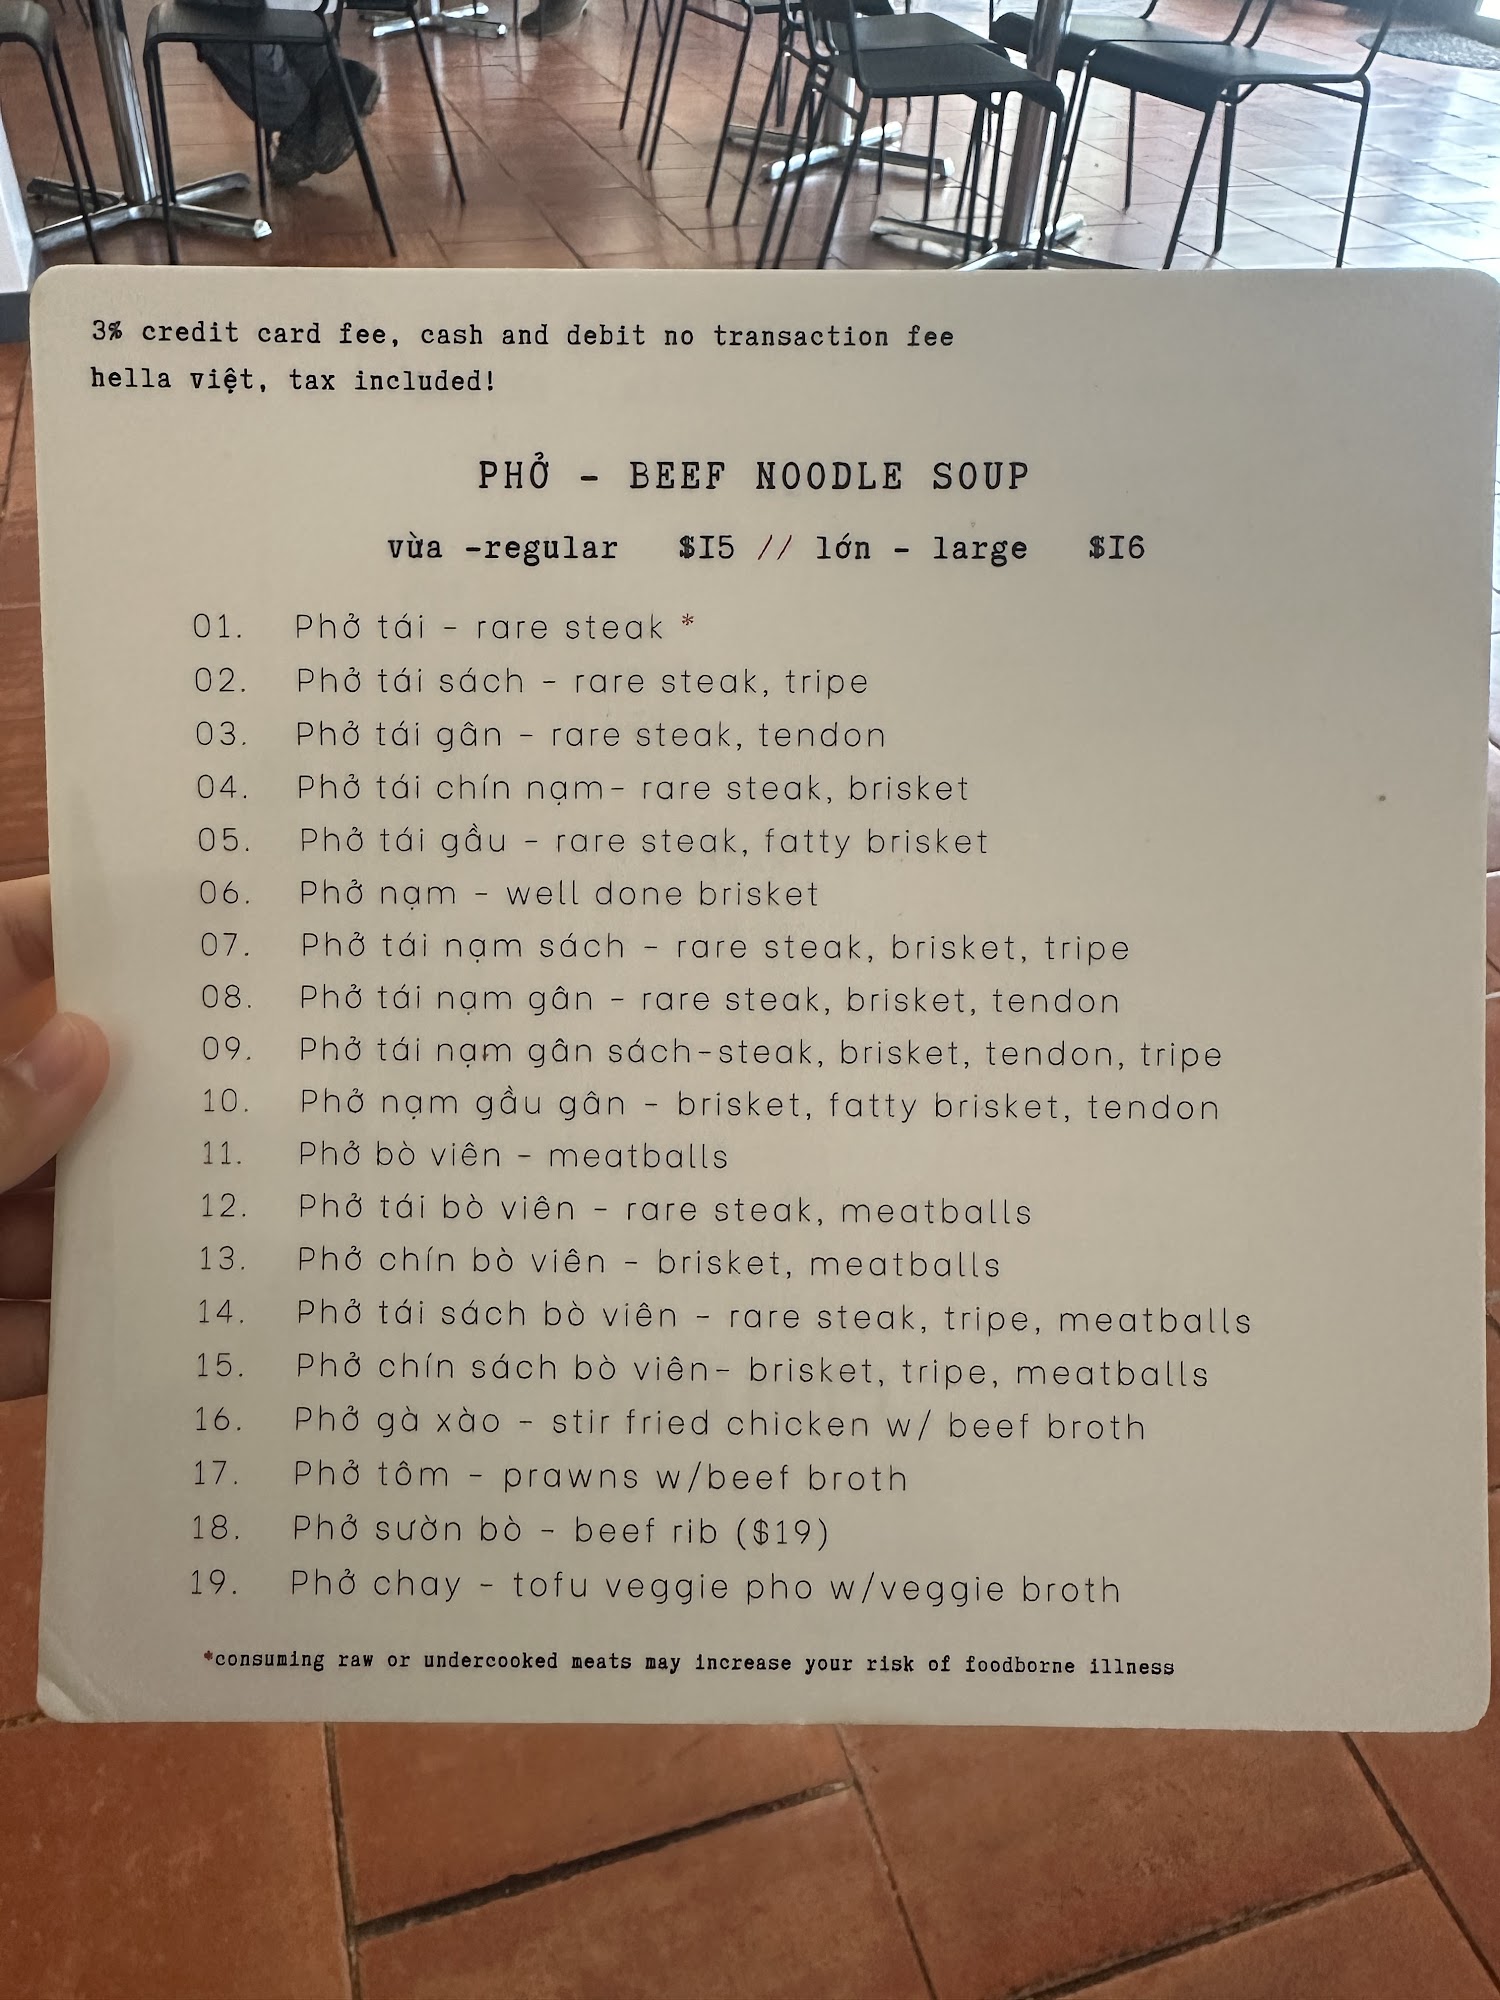 3% credit card fee, cash and debit no transaction fee
hella việt, tax included!
PHỞ - BEEF NOODLE SOUP
vừa -regular $15 // lớn - large $16
01. Phở tái - rare steak *
02. Phở tái sách - rare steak, tripe
03. Phở tái gân - rare steak, tendon
04. Phở tái chín nạm- rare steak, brisket
05. Phở tái gầu - rare steak, fatty brisket
06. Phở nạm - well done brisket
07. Phở tái nạm sách - rare steak, brisket, tripe
08. Phở tái nạm gân - rare steak, brisket, tendon
09. Phở tái nạm gân sách-steak, brisket, tendon, tripe
10. Phở nạm gầu gân - brisket, fatty brisket, tendon
11. Phở bò viên - meatballs
12. Phở tái bò viên - rare steak, meatballs
13. Phở chín bò viên - brisket, meatballs
14. Phở tái sách bò viên - rare steak, tripe, meatballs
15. Phở chín sách bò viên- brisket, tripe, meatballs
16. Phở gà xào - stir fried chicken w/ beef broth
17. Phở tôm - prawns w/beef broth
18. Phở sườn bò - beef rib ($19)
19. Phở chay - tofu veggie pho w/veggie broth
*consuming raw or undercooked meats may increase your risk of foodborne illness